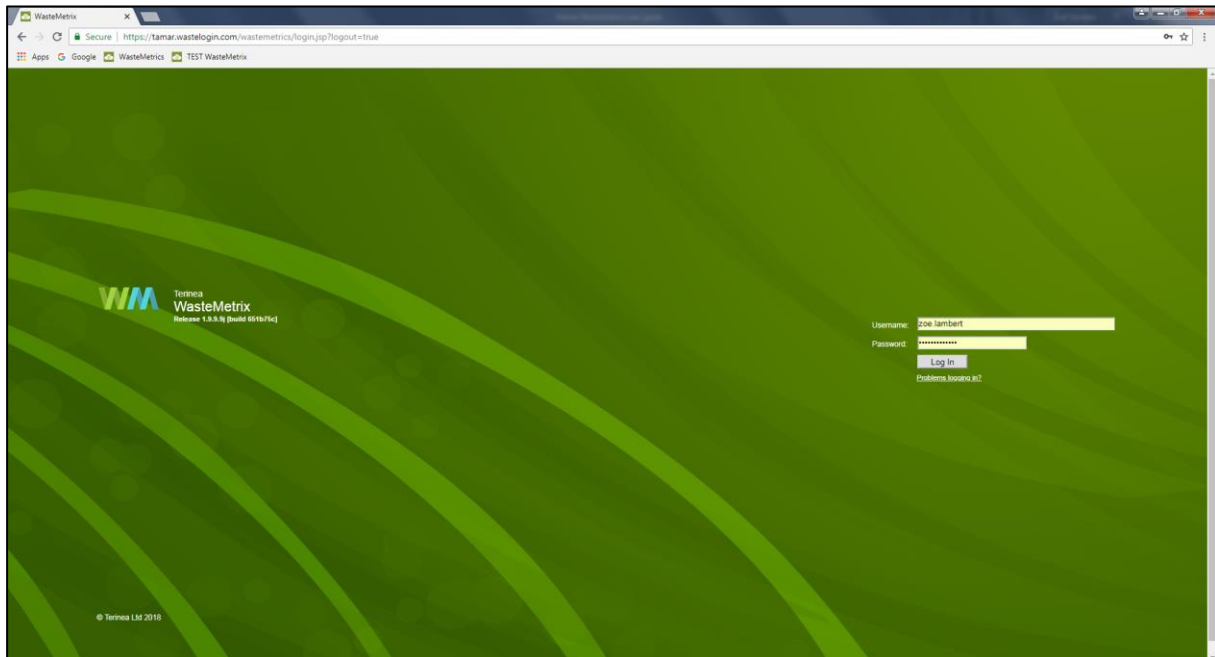 WasteMetrix
Secure | https://tamar.wastelogin.com/wastemetrics/login.jsp?logout=true
Apps Google WasteMetrics TEST WasteMetrix
WM
Terinea
WasteMetrix
Release 1.9.9.9j [build 651b75c]
Username: zoe.lambert
Password: •••••••••••••
Log In
Problems logging in?
© Terinea Ltd 2018